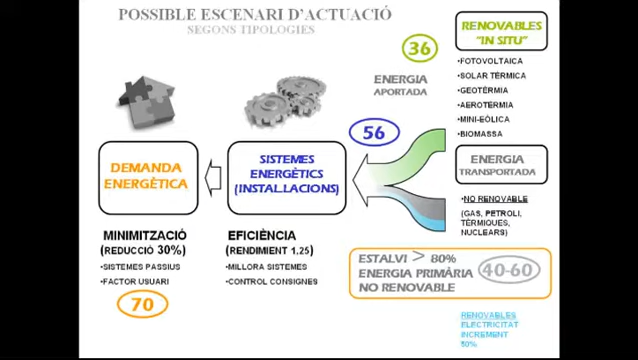 POSSIBLE ESCENARI D'ACTUACIÓ
SEGONS TIPOLOGIES
RENOVABLES
"IN SITU"
36
ENERGIA
APORTADA
•FOTOVOLTAICA
•SOLAR TÈRMICA
•GEOTÈRMIA
•AEROTÈRMIA
•MINI-EÒLICA
•BIOMASSA
56
DEMANDA
ENERGÈTICA
SISTEMES
ENERGÈTICS
(INSTALLACIONS)
ENERGIA
TRANSPORTADA
•NO RENOVABLE
(GAS, PETROLI,
TÈRMIQUES,
NUCLEARS)
MINIMITZACIÓ
(REDUCCIÓ 30%)
•SISTEMES PASSIUS
•FACTOR USUARI
70
EFICIÈNCIA
(RENDIMENT 1,25)
•MILLORA SISTEMES
•CONTROL CONSIGNES
ESTALVI > 80%
ENERGIA PRIMÀRIA
NO RENOVABLE
40-60
RENOVABLES
ELECTRICITAT
INCREMENT
50%